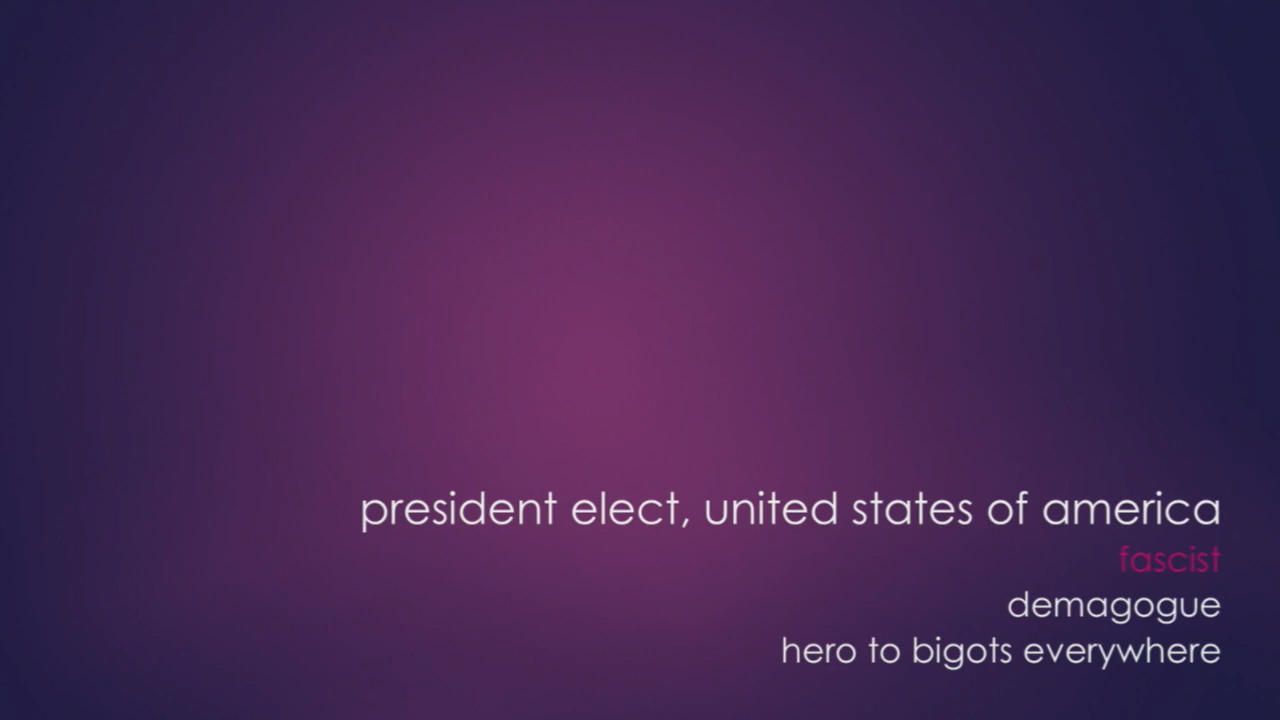 president elect, united states of america
fascist
demagogue
hero to bigots everywhere